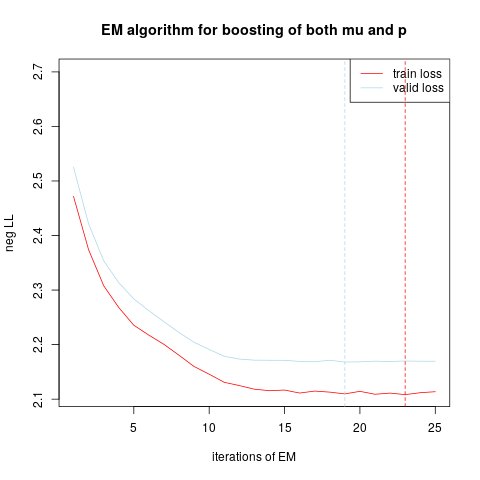 EM algorithm for boosting of both mu and p
train loss
valid loss
neg LL
2.7
2.6
2.5
2.4
2.3
2.2
2.1
5 10 15 20 25
iterations of EM